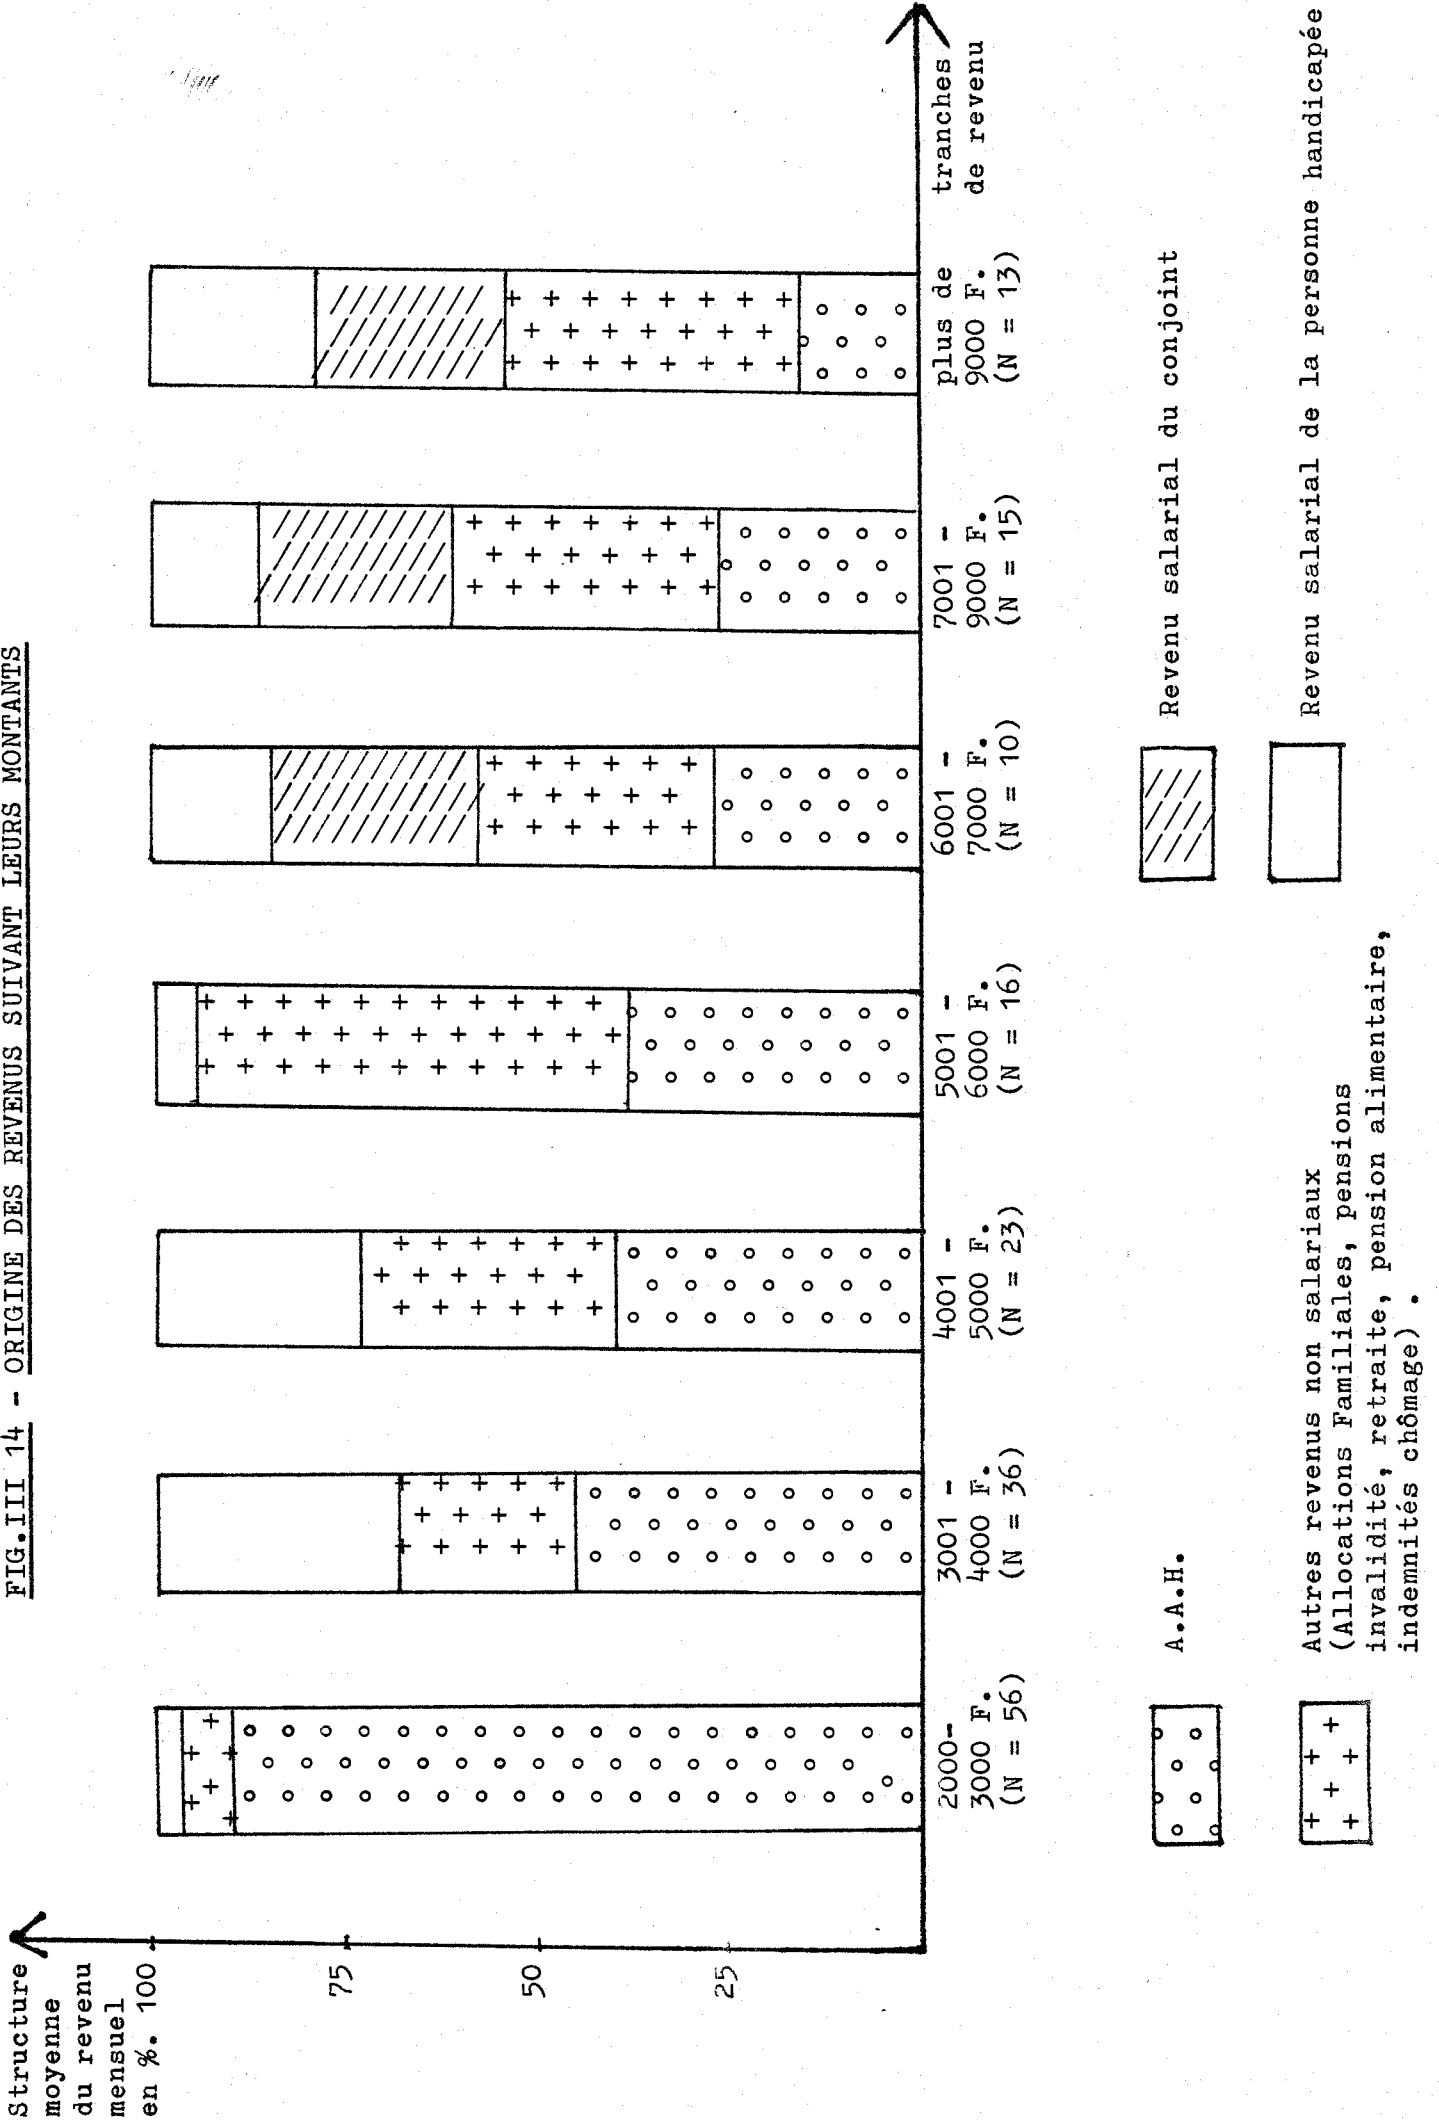 FIG.III 14 - ORIGINE DES REVENUS SUIVANT LEURS MONTANTS
Structure
moyenne
du revenu
mensuel
en %.
100
75
50
25
2000-
3000 F.
(N = 56)
3001 -
4000 F.
(N = 36)
4001 -
5000 F.
(N = 23)
5001 -
6000 F.
(N = 16)
6001 -
7000 F.
(N = 10)
7001 -
9000 F.
(N = 15)
plus de
9000 F.
(N = 13)
tranches
de revenu
A.A.H.
Autres revenus non salariaux
(Allocations Familiales, pensions
invalidité, retraite, pension alimentaire,
indemnités chômage).
Revenu salarial du conjoint
Revenu salarial de la personne handicapée